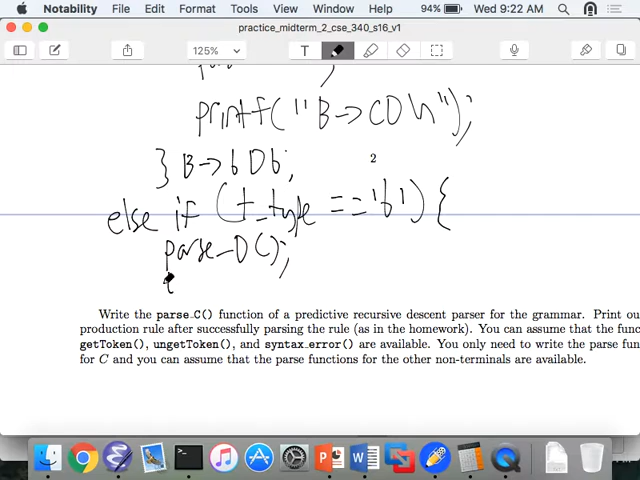 Notability File Edit Format Tools View Window 94% Wed 9:22 AM
practice_midterm_2_cse_340_s16_v1
125% T
printf("B→CDh");
} B→bDb;
2
else if (t_type == 'b') {
parse_D();
Write the parse_C() function of a predictive recursive descent parser for the grammar. Print ou
production rule after successfully parsing the rule (as in the homework). You can assume that the func
getToken(), ungetToken(), and syntax_error() are available. You only need to write the parse fun
for C and you can assume that the parse functions for the other non-terminals are available.